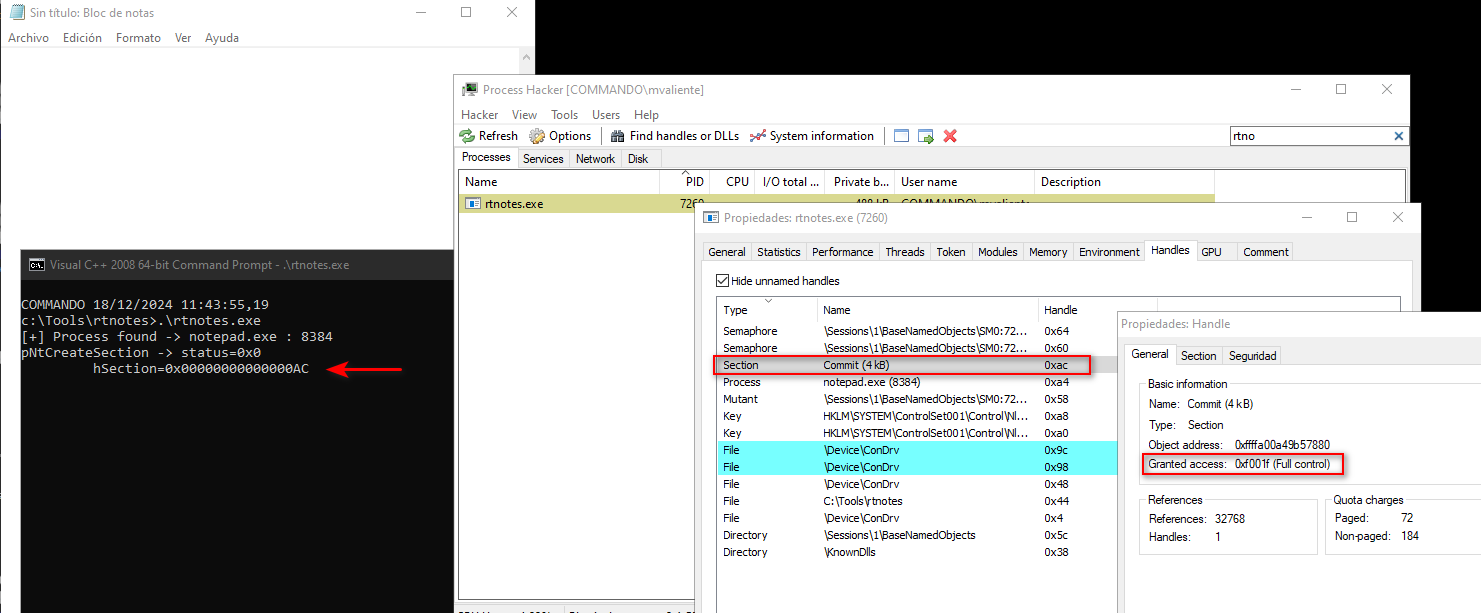 Sin título: Bloc de notas
Archivo Edición Formato Ver Ayuda
Process Hacker [COMMANDO\mvaliente]
Hacker View Tools Users Help
Refresh Options Find handles or DLLs System information rtno
Processes Services Network Disk
Name PID CPU I/O total ... Private b... User name Description
rtnotes.exe 7260 488 kB COMMANDO\mvaliente
Propiedades: rtnotes.exe (7260)
General Statistics Performance Threads Token Modules Memory Environment Handles GPU Comment
Hide unnamed handles
Type Name Handle
Semaphore \Sessions\1\BaseNamedObjects\SM0:72... 0x64
Semaphore \Sessions\1\BaseNamedObjects\SM0:72... 0x60
Section Commit (4 kB) 0xac
Process notepad.exe (8384) 0xa4
Mutant \Sessions\1\BaseNamedObjects\SM0:72... 0x58
Key HKLM\SYSTEM\ControlSet001\Control\Nl... 0xa8
Key HKLM\SYSTEM\ControlSet001\Control\Nl... 0xa0
File \Device\ConDrv 0x9c
File \Device\ConDrv 0x98
File \Device\ConDrv 0x48
File C:\Tools\rtnotes 0x44
File \Device\ConDrv 0x4
Directory \Sessions\1\BaseNamedObjects 0x5c
Directory \KnownDlls 0x38
Visual C++ 2008 64-bit Command Prompt - .\rtnotes.exe
COMMANDO 18/12/2024 11:43:55,19
c:\Tools\rtnotes>.\rtnotes.exe
[+] Process found -> notepad.exe : 8384
pNtCreateSection -> status=0x0
hSection=0x00000000000000AC
Propiedades: Handle
General Section Seguridad
Basic information
Name: Commit (4 kB)
Type: Section
Object address: 0xffffa00a49b57880
Granted access: 0xf001f (Full control)
References
References: 32768
Handles: 1
Quota charges
Paged: 72
Non-paged: 184